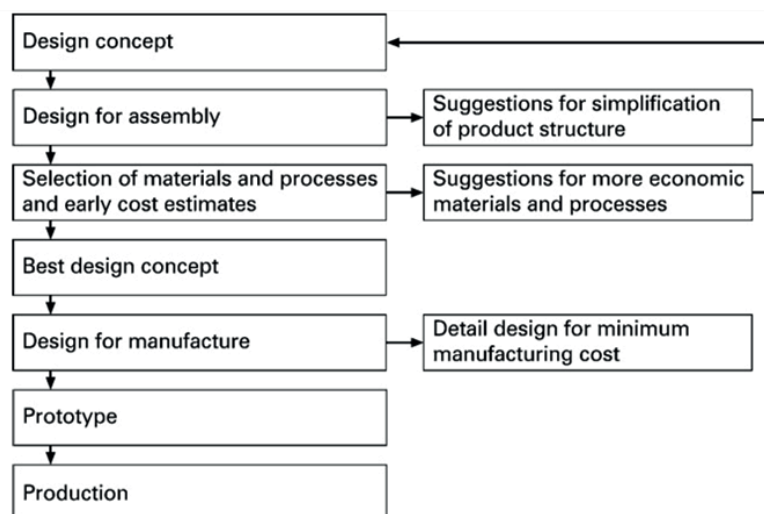 Design concept
Design for assembly
Suggestions for simplification
of product structure
Selection of materials and processes
and early cost estimates
Suggestions for more economic
materials and processes
Best design concept
Design for manufacture
Detail design for minimum
manufacturing cost
Prototype
Production